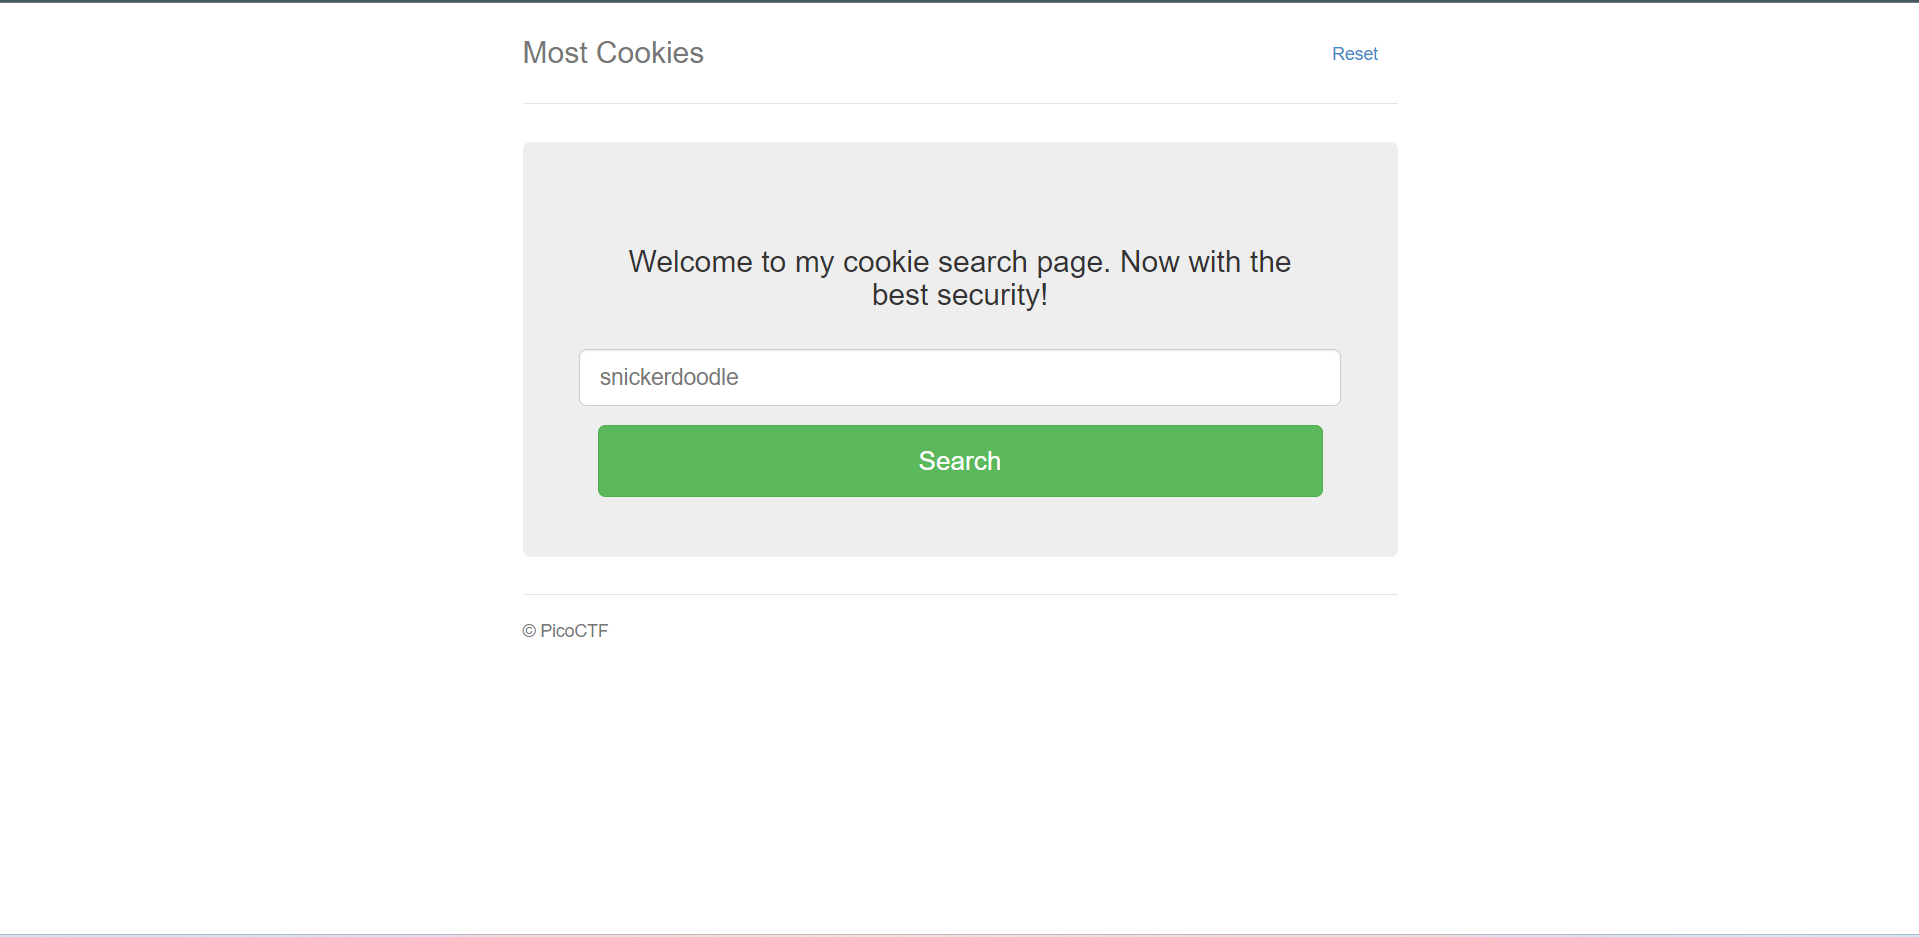 Most Cookies
Reset
Welcome to my cookie search page. Now with the
best security!
snickerdoodle
Search
© PicoCTF